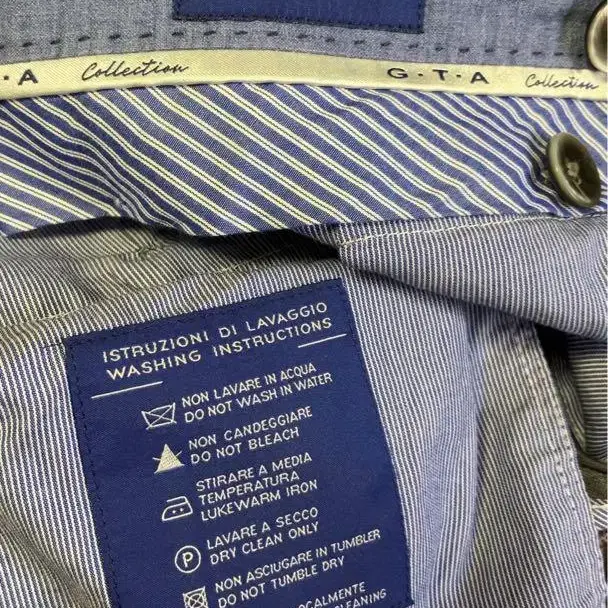 ·A Collection G·T·A Collection
ISTRUZIONI DI LAVAGGIO
WASHING INSTRUCTIONS
NON LAVARE IN ACQUA
DO NOT WASH IN WATER
NON CANDEGGIARE
DO NOT BLEACH
STIRARE A MEDIA
TEMPERATURA
LUKEWARM IRON
P
LAVARE A SECCO
DRY CLEAN ONLY
NON ASCIUGARE IN TUMBLER
DO NOT TUMBLE DRY
OCALMENTE
CLEANING